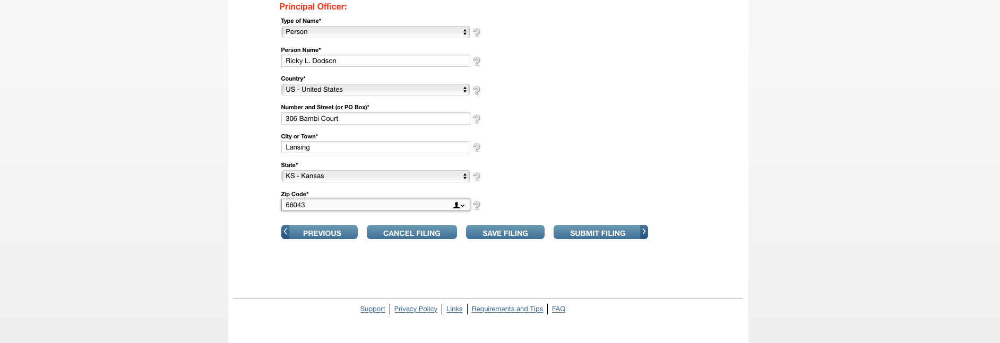 Principal Officer:
Type of Name*
Person
Person Name*
Ricky L. Dodson
Country*
US - United States
Number and Street (or PO Box)*
306 Bambi Court
City or Town*
Lansing
State*
KS - Kansas
Zip Code*
66043
PREVIOUS CANCEL FILING SAVE FILING SUBMIT FILING
Support Privacy Policy Links Requirements and Tips FAQ